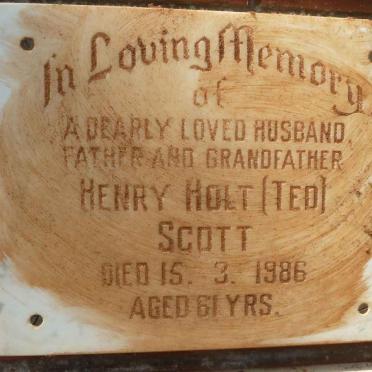 In Loving Memory
of
A DEARLY LOVED HUSBAND,
FATHER AND GRANDFATHER
HENRY HOLT (TED)
SCOTT
DIED 15. 3. 1986
AGED 61 YRS.